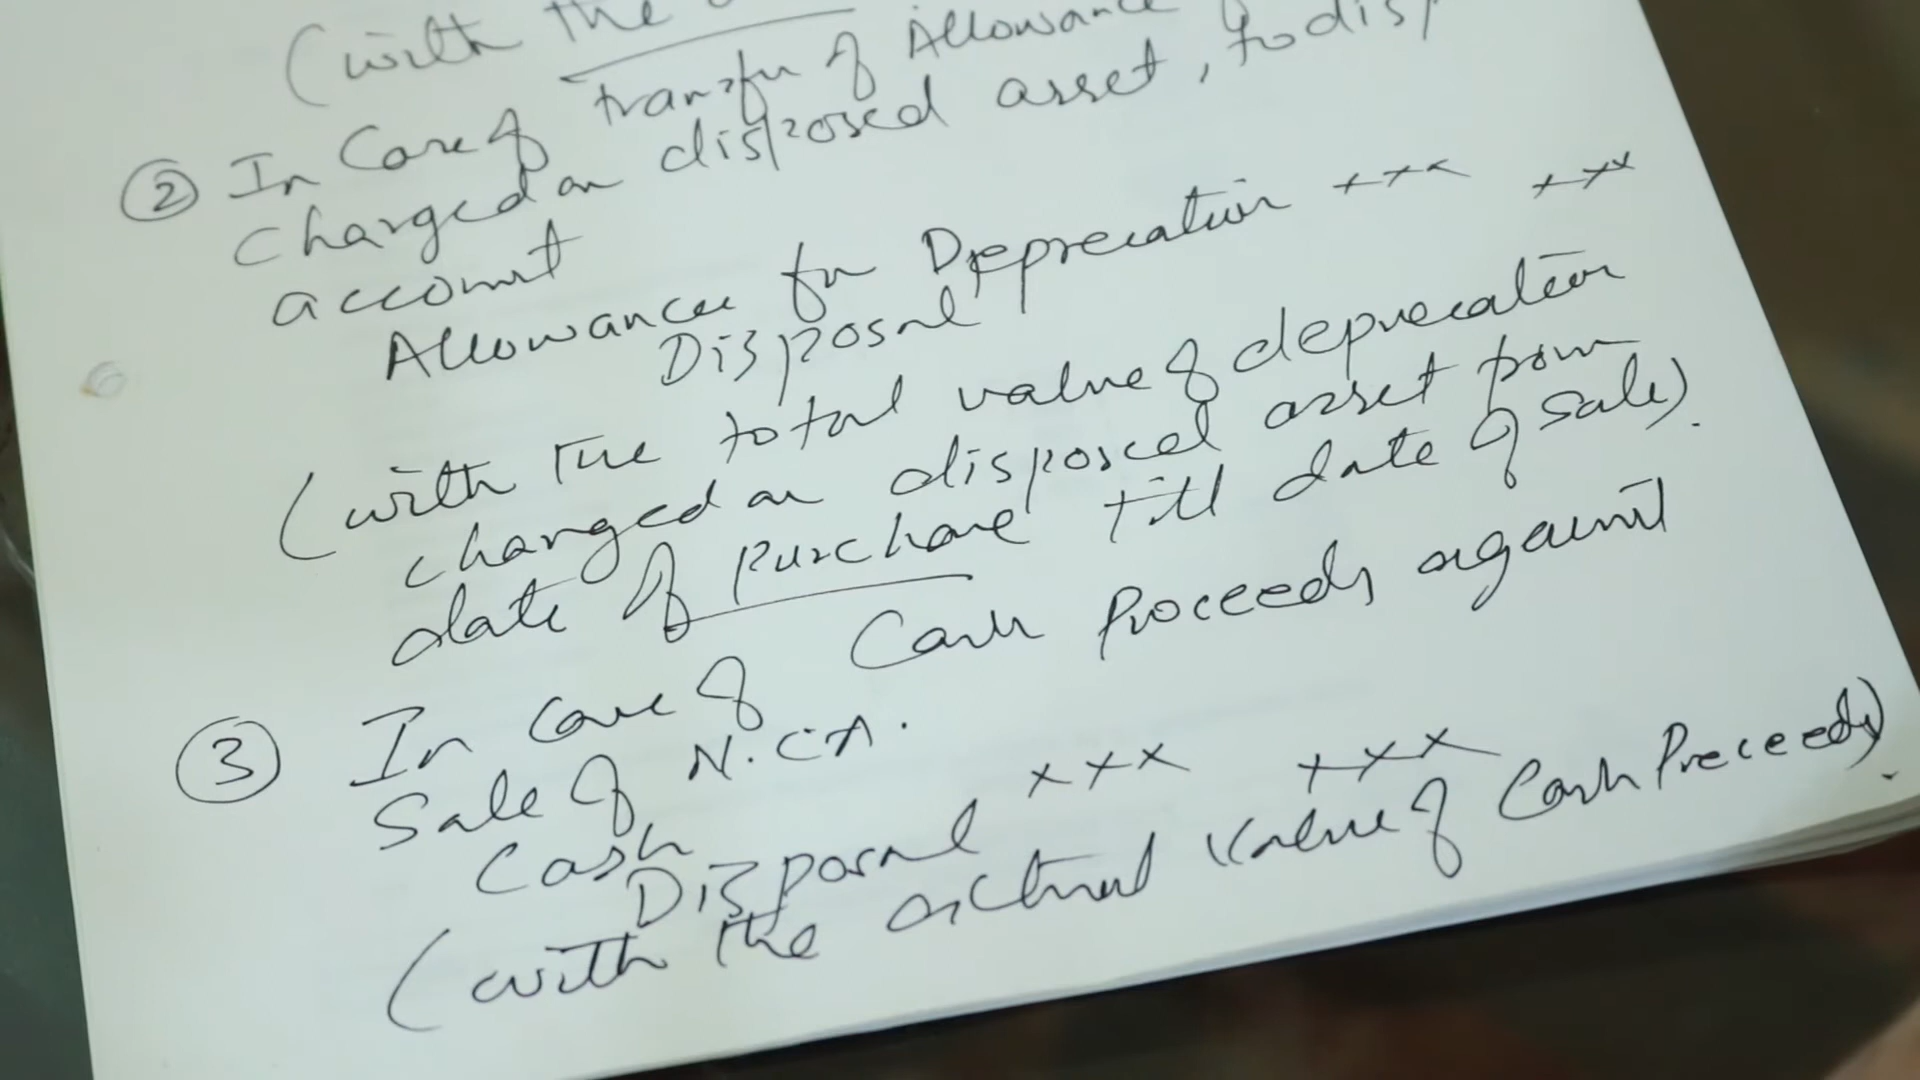 (with the
② In Case of transfer of Allowance
charged on disposed asset, to disp
account
Allowance for Depreciation xxx xxx
Disposal
(with the total value of depreciation
charged on disposed asset from
date of purchase till date of sale).
③ In case of Cash Proceeds against
Sale of N.CA.
Cash xxx xxx
Disposal
(with the actual value of Cash Proceeds).